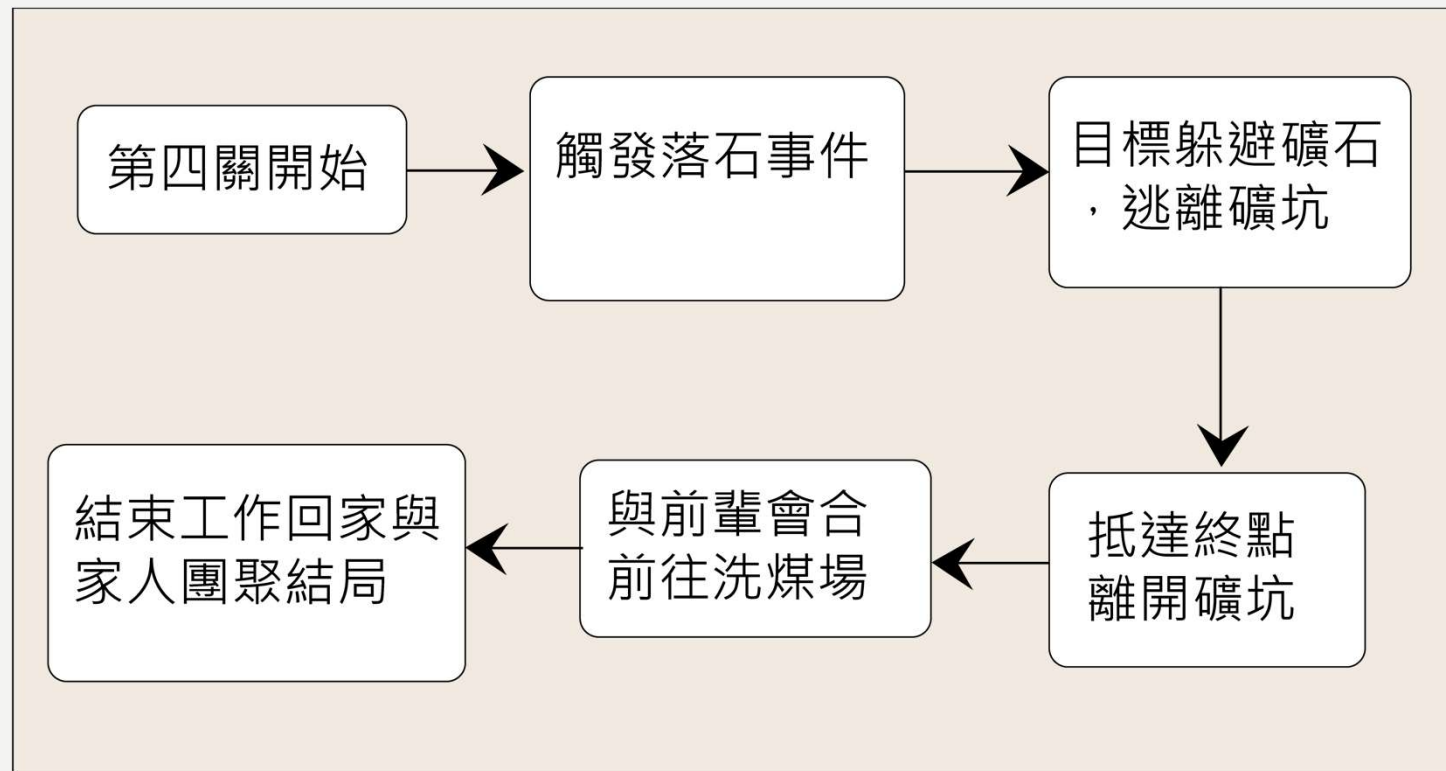 第四關開始
觸發落石事件
目標躲避礦石
，逃離礦坑
抵達終點
離開礦坑
與前輩會合
前往洗煤場
結束工作回家與
家人團聚結局